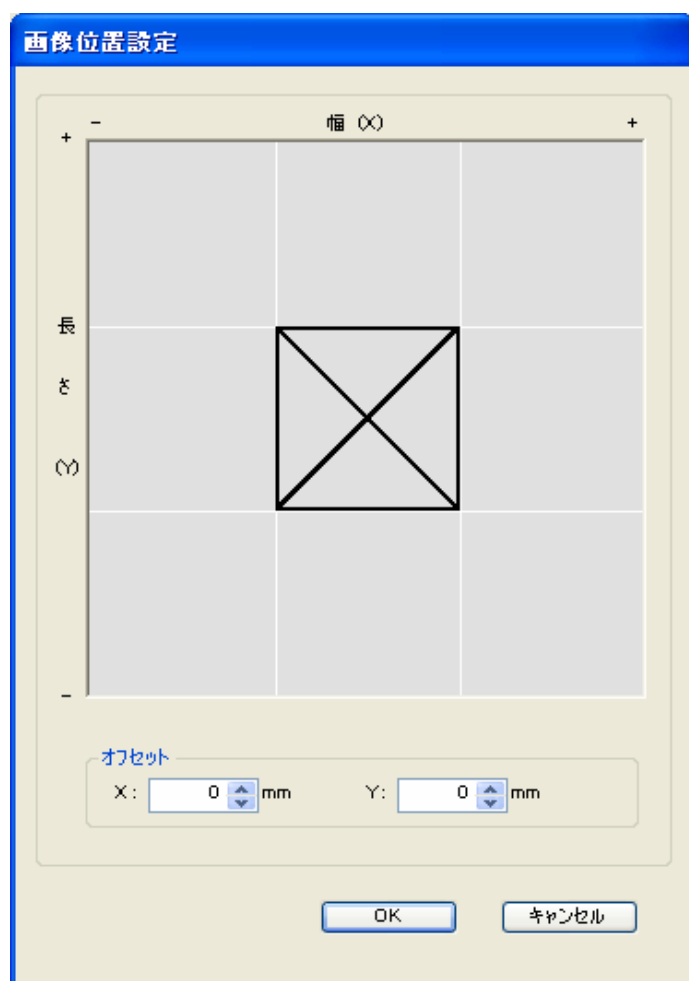 画像位置設定
- 幅 (X) +
+
長
さ
(Y)
-
オフセット
X: 0 mm Y: 0 mm
OK キャンセル